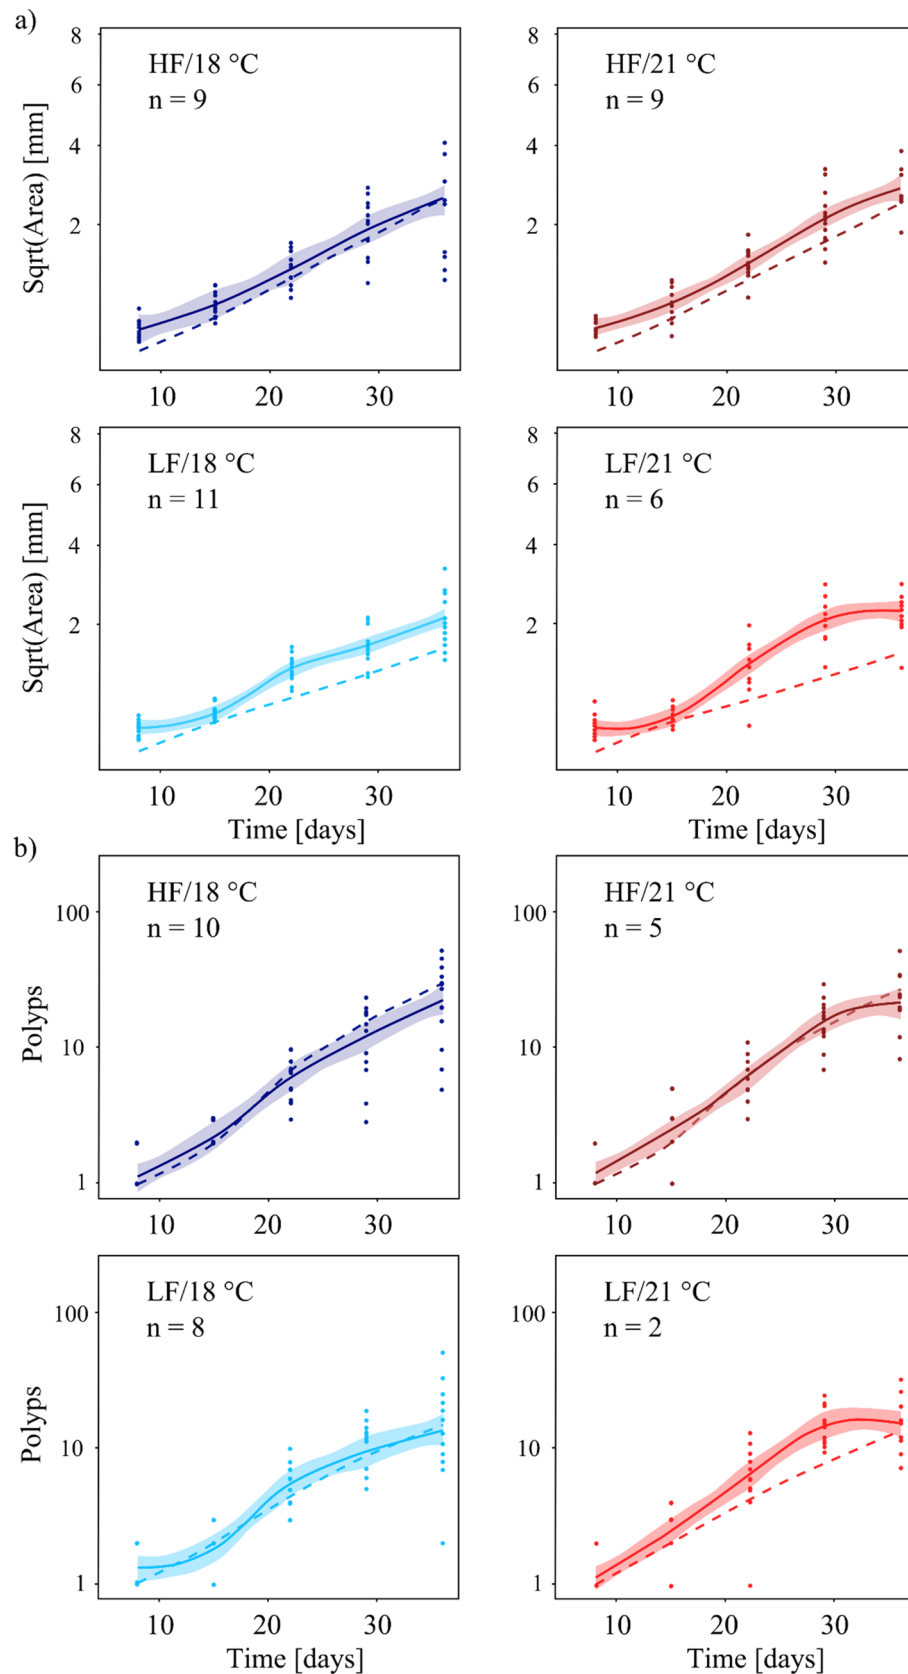 a)
HF/18 °C
n = 9
HF/21 °C
n = 9
Sqrt(Area) [mm]
8
6
4
2
8
6
4
2
10 20 30
10 20 30
LF/18 °C
n = 11
LF/21 °C
n = 6
Sqrt(Area) [mm]
8
6
4
2
8
6
4
2
10 20 30
10 20 30
Time [days]
Time [days]
b)
HF/18 °C
n = 10
HF/21 °C
n = 5
Polyps
100
10
1
100
10
1
10 20 30
10 20 30
LF/18 °C
n = 8
LF/21 °C
n = 2
Polyps
100
10
1
100
10
1
10 20 30
10 20 30
Time [days]
Time [days]